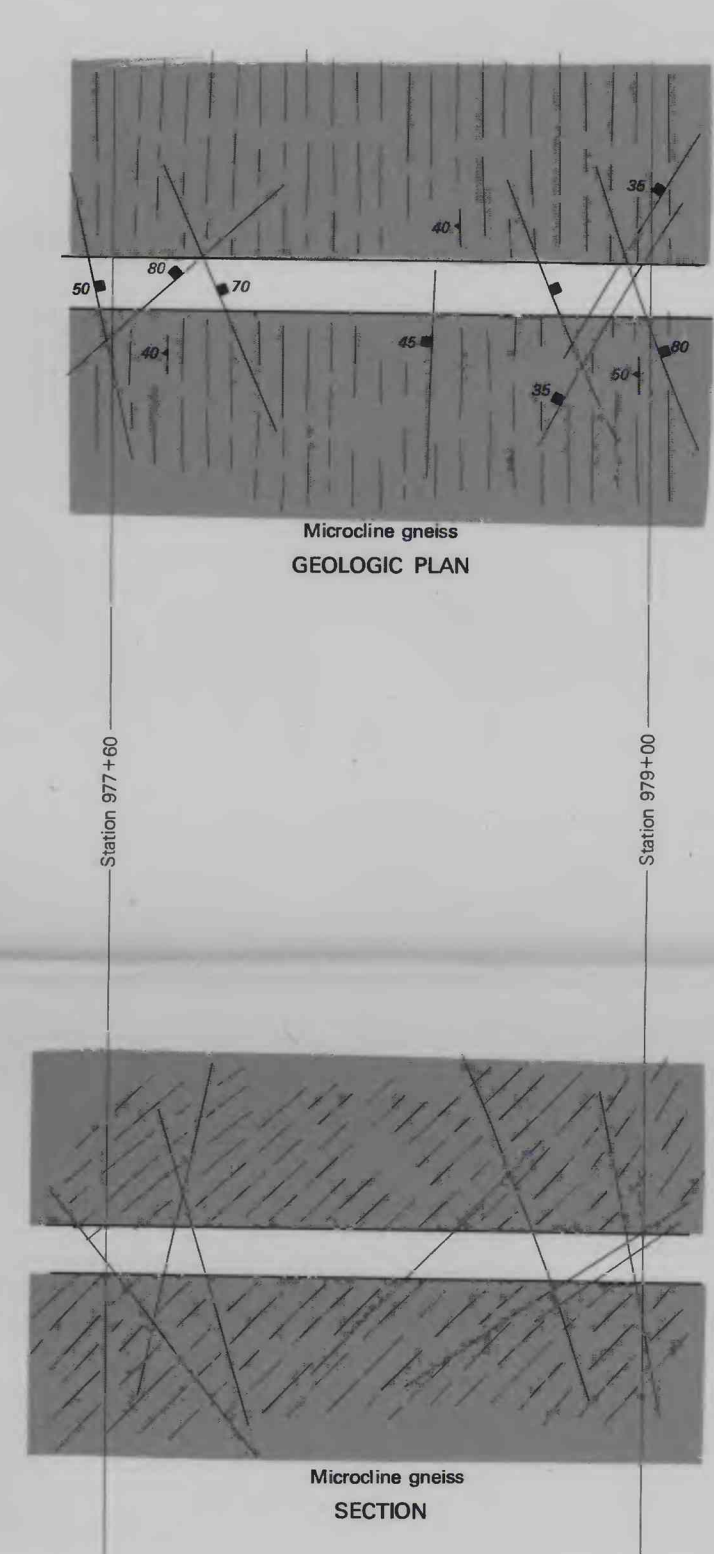 35
40
80
50
70
45
40
80
50
35
Microcline gneiss
GEOLOGIC PLAN
Station 977+60
Station 979+00
Microcline gneiss
SECTION